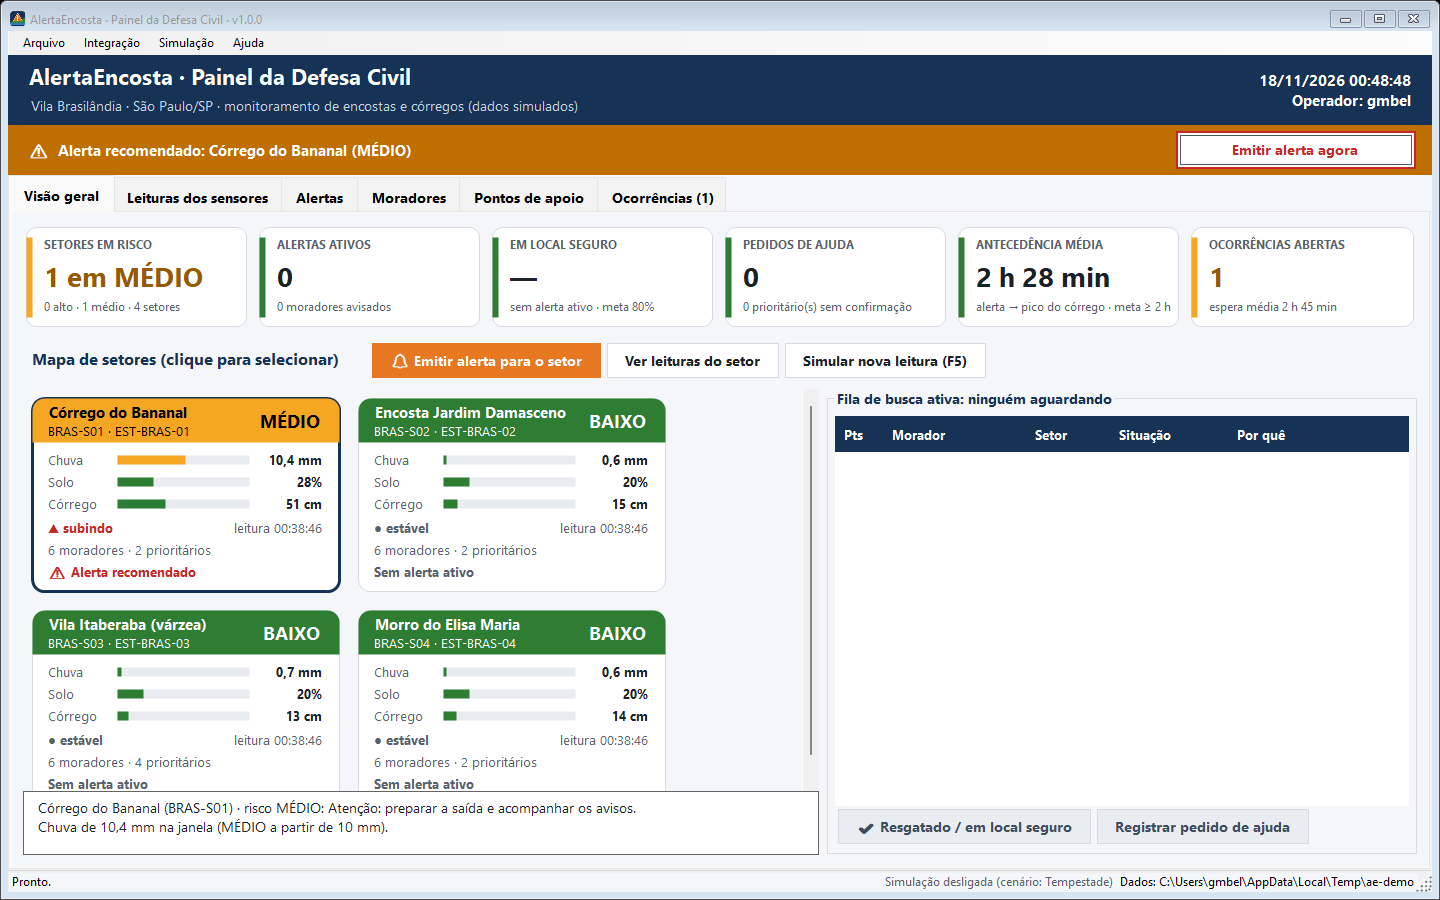 AlertaEncosta · Painel da Defesa Civil · v1.0.0
Arquivo Integração Simulação Ajuda
AlertaEncosta · Painel da Defesa Civil
18/11/2026 00:48:48
Vila Brasilândia · São Paulo/SP · monitoramento de encostas e córregos (dados simulados)
Operador: gmbel
Alerta recomendado: Córrego do Bananal (MÉDIO)
Emitir alerta agora
Visão geral Leituras dos sensores Alertas Moradores Pontos de apoio Ocorrências (1)
SETORES EM RISCO
1 em MÉDIO
0 alto · 1 médio · 4 setores
ALERTAS ATIVOS
0
0 moradores avisados
EM LOCAL SEGURO
—
sem alerta ativo · meta 80%
PEDIDOS DE AJUDA
0
0 prioritário(s) sem confirmação
ANTECEDÊNCIA MÉDIA
2 h 28 min
alerta → pico do córrego · meta ≥ 2 h
OCORRÊNCIAS ABERTAS
1
espera média 2 h 45 min
Mapa de setores (clique para selecionar)
Emitir alerta para o setor
Ver leituras do setor
Simular nova leitura (F5)
Córrego do Bananal
BRAS-S01 · EST-BRAS-01
MÉDIO
Chuva 10,4 mm
Solo 28%
Córrego 51 cm
▲ subindo leitura 00:38:46
6 moradores · 2 prioritários
Alerta recomendado
Encosta Jardim Damasceno
BRAS-S02 · EST-BRAS-02
BAIXO
Chuva 0,6 mm
Solo 20%
Córrego 15 cm
● estável leitura 00:38:46
6 moradores · 2 prioritários
Sem alerta ativo
Vila Itaberaba (várzea)
BRAS-S03 · EST-BRAS-03
BAIXO
Chuva 0,7 mm
Solo 20%
Córrego 13 cm
● estável leitura 00:38:46
6 moradores · 4 prioritários
Sem alerta ativo
Morro do Elisa Maria
BRAS-S04 · EST-BRAS-04
BAIXO
Chuva 0,6 mm
Solo 20%
Córrego 14 cm
● estável leitura 00:38:46
6 moradores · 2 prioritários
Sem alerta ativo
Córrego do Bananal (BRAS-S01) · risco MÉDIO: Atenção: preparar a saída e acompanhar os avisos.
Chuva de 10,4 mm na janela (MÉDIO a partir de 10 mm).
Fila de busca ativa: ninguém aguardando
Pts Morador Setor Situação Por quê
Resgatado / em local seguro
Registrar pedido de ajuda
Pronto.
Simulação desligada (cenário: Tempestade) Dados: C:\Users\gmbel\AppData\Local\Temp\ae-demo